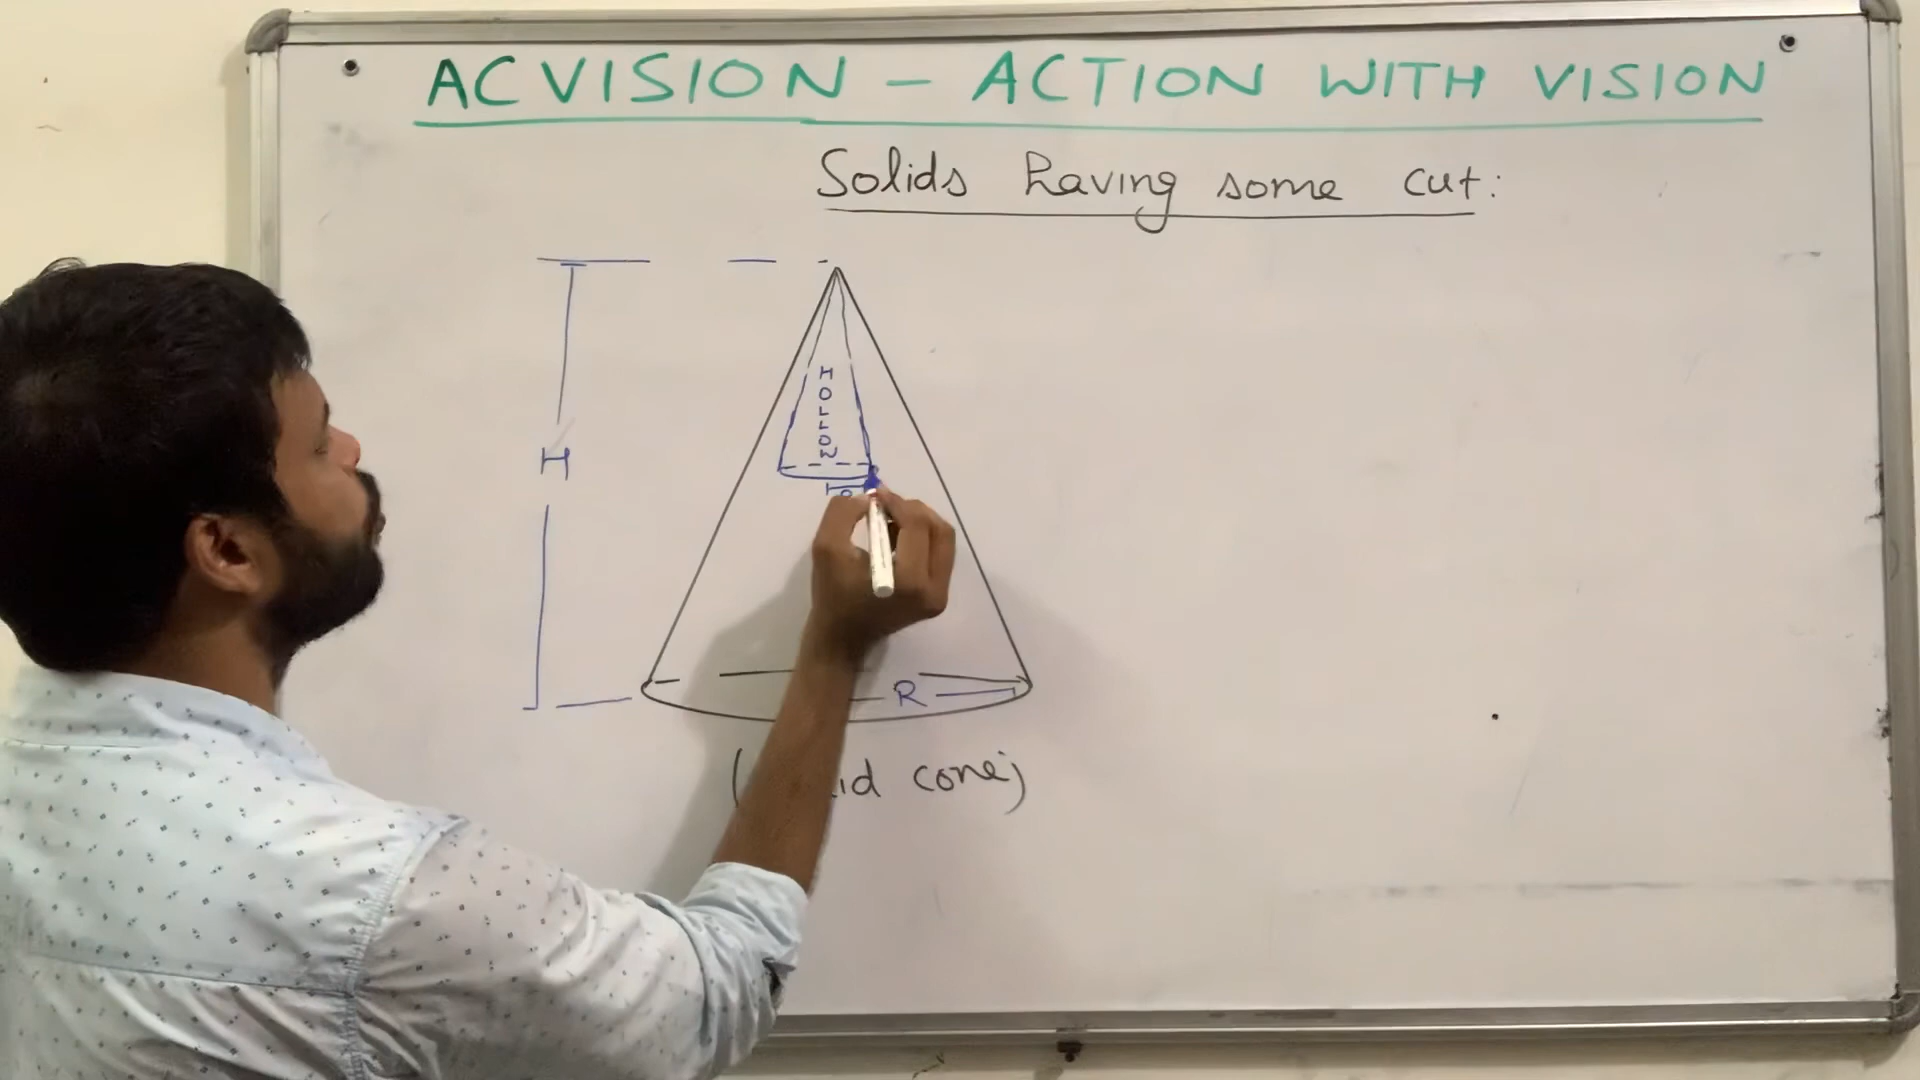 ACVISION - ACTION WITH VISION
Solids having some cut:
HOLLOW
H
R
cone)